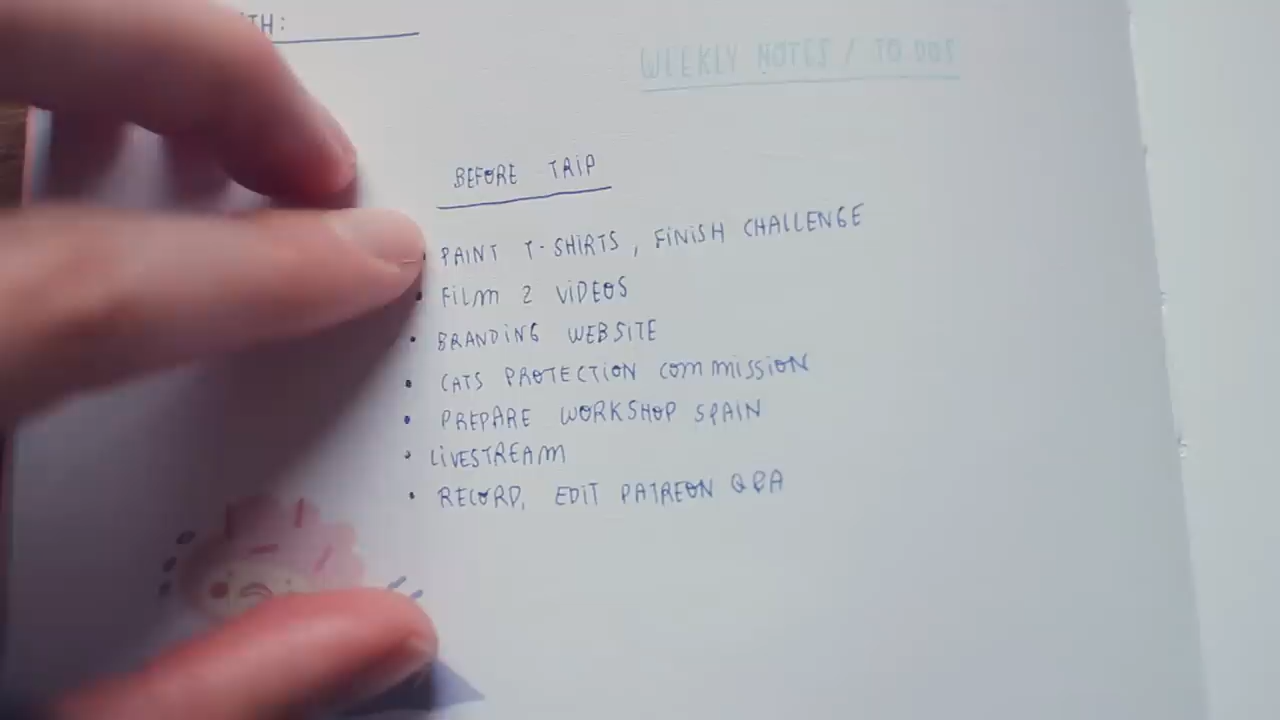 TH:
WEEKLY NOTES / TO DOS
BEFORE TRIP
• PAINT T-SHIRTS, FINISH CHALLENGE
• FILM 2 VIDEOS
• BRANDING WEBSITE
• CATS PROTECTION COMMISSION
• PREPARE WORKSHOP SPAIN
• LIVESTREAM
• RECORD, EDIT PATREON Q&A